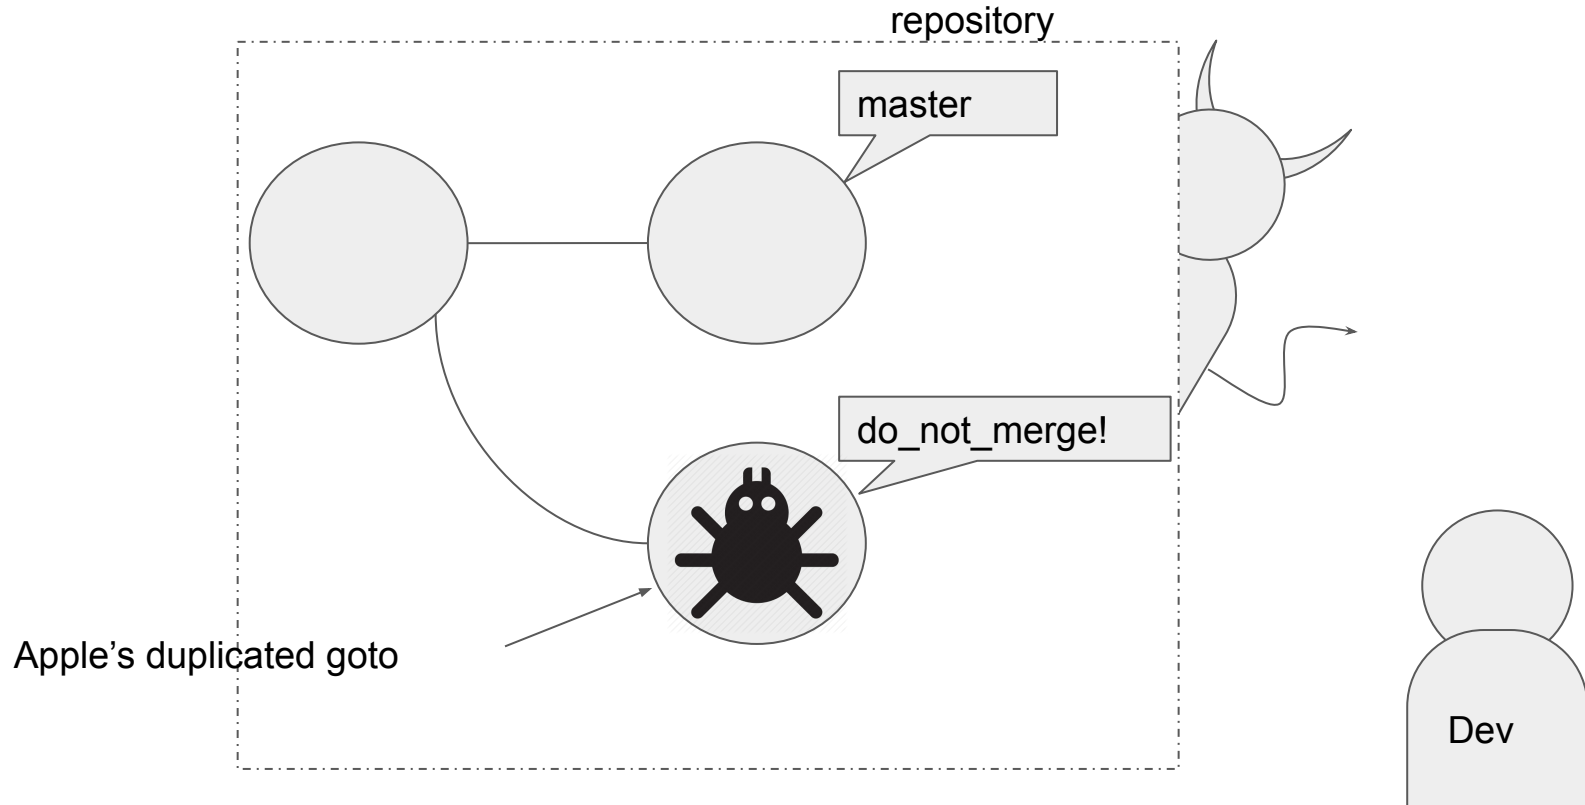 repository
master
do_not_merge!
Apple’s duplicated goto
Dev